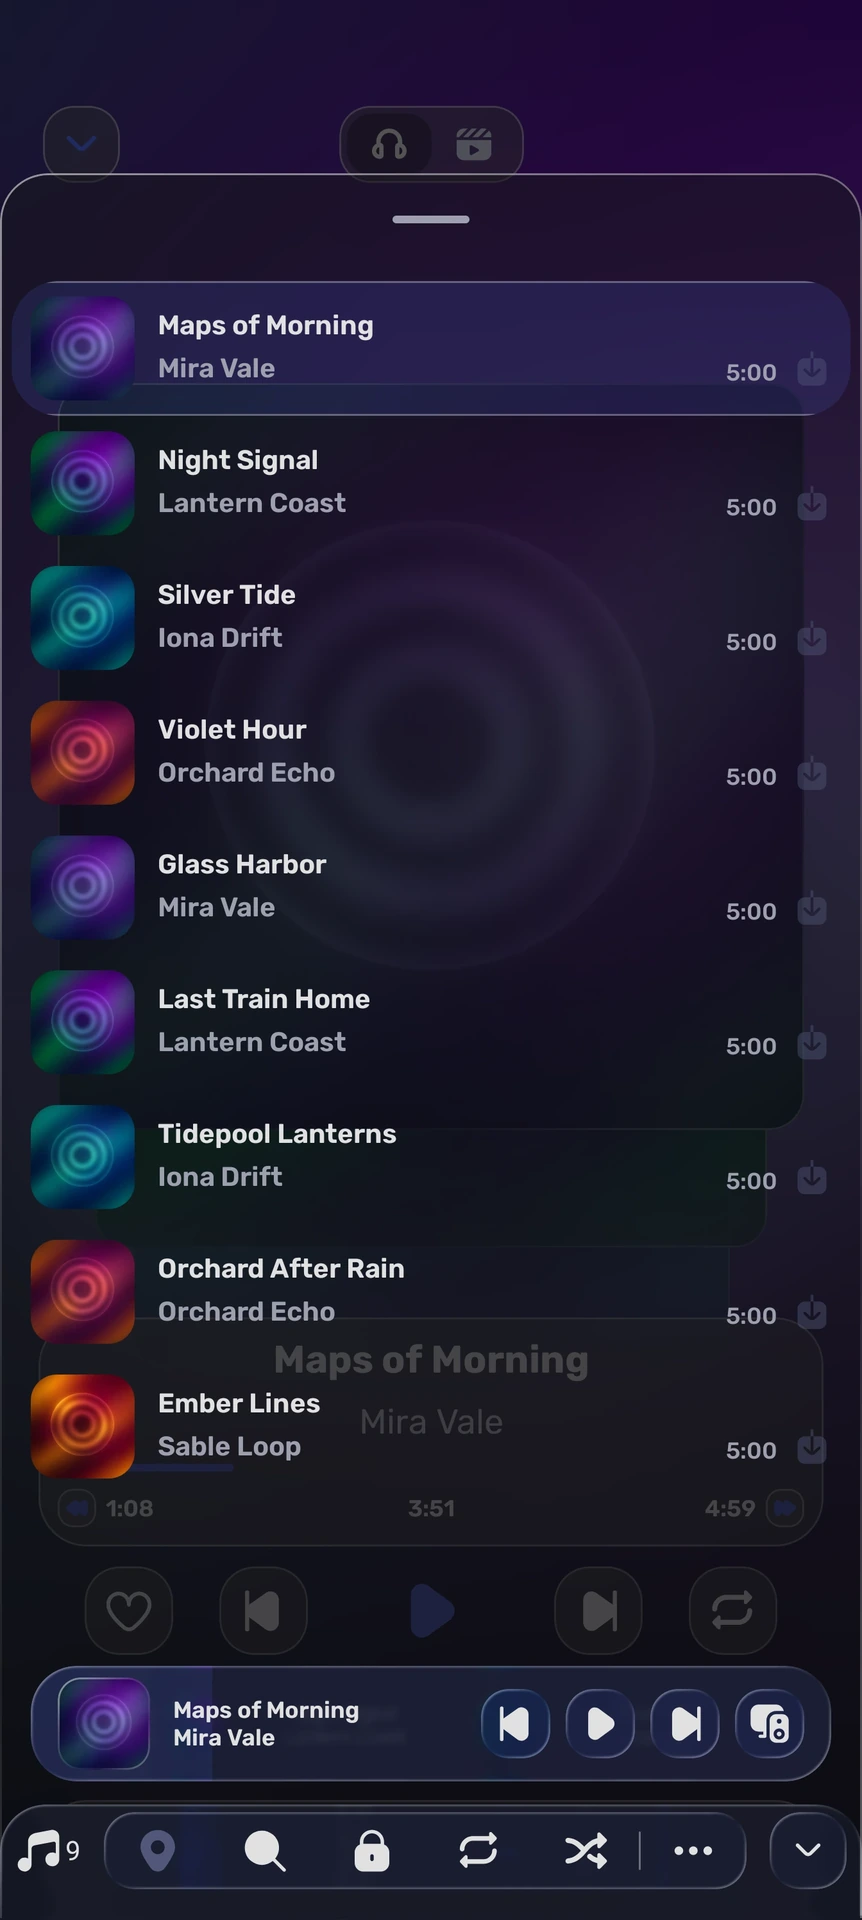 Maps of Morning
Mira Vale
5:00
Night Signal
Lantern Coast
5:00
Silver Tide
Iona Drift
5:00
Violet Hour
Orchard Echo
5:00
Glass Harbor
Mira Vale
5:00
Last Train Home
Lantern Coast
5:00
Tidepool Lanterns
Iona Drift
5:00
Orchard After Rain
Orchard Echo
5:00
Maps of Morning
Ember Lines
Mira Vale
Sable Loop
5:00
1:08 3:51 4:59
Maps of Morning
Mira Vale
9